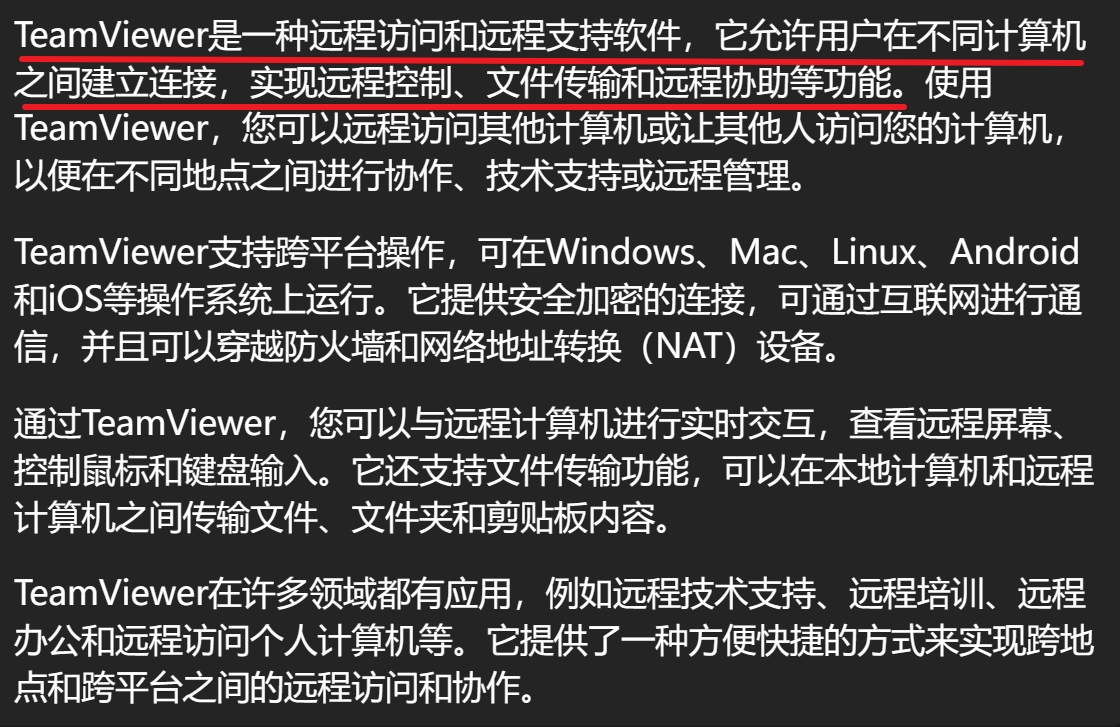 TeamViewer是一种远程访问和远程支持软件，它允许用户在不同计算机
之间建立连接，实现远程控制、文件传输和远程协助等功能。使用
TeamViewer，您可以远程访问其他计算机或让其他人访问您的计算机，
以便在不同地点之间进行协作、技术支持或远程管理。
TeamViewer支持跨平台操作，可在Windows、Mac、Linux、Android
和iOS等操作系统上运行。它提供安全加密的连接，可通过互联网进行通
信，并且可以穿越防火墙和网络地址转换（NAT）设备。
通过TeamViewer，您可以与远程计算机进行实时交互，查看远程屏幕、
控制鼠标和键盘输入。它还支持文件传输功能，可以在本地计算机和远程
计算机之间传输文件、文件夹和剪贴板内容。
TeamViewer在许多领域都有应用，例如远程技术支持、远程培训、远程
办公和远程访问个人计算机等。它提供了一种方便快捷的方式来实现跨地
点和跨平台之间的远程访问和协作。